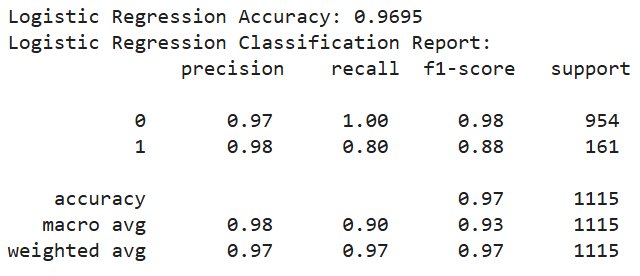 Logistic Regression Accuracy: 0.9695
Logistic Regression Classification Report:
              precision    recall  f1-score   support

           0       0.97      1.00      0.98       954
           1       0.98      0.80      0.88       161

    accuracy                           0.97      1115
   macro avg       0.98      0.90      0.93      1115
weighted avg       0.97      0.97      0.97      1115